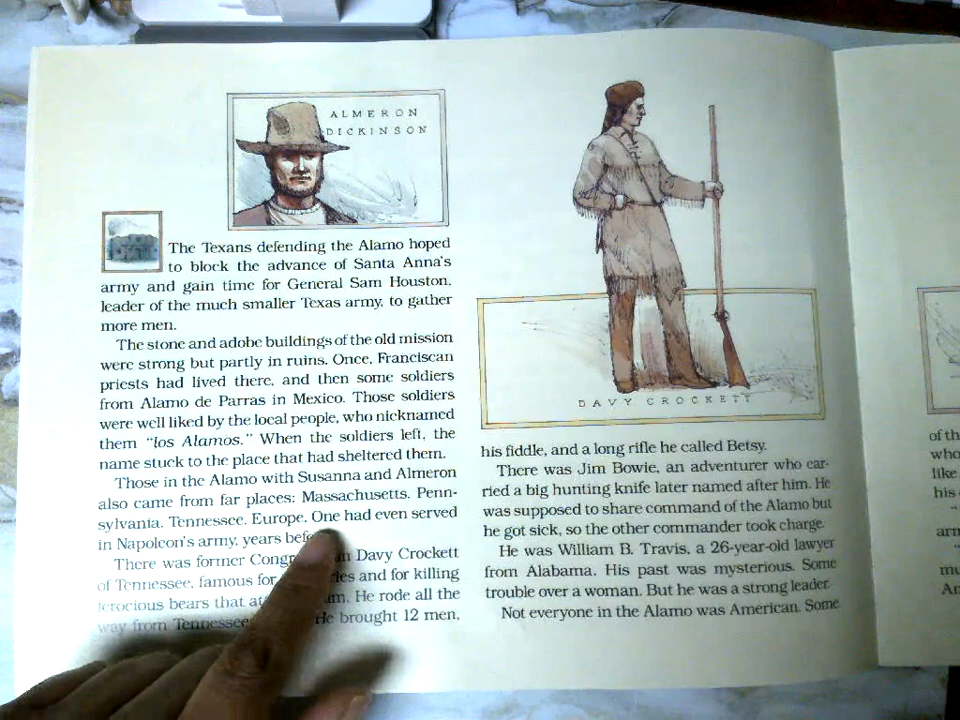 ALMERON
DICKINSON
The Texans defending the Alamo hoped
to block the advance of Santa Anna's
army and gain time for General Sam Houston,
leader of the much smaller Texas army, to gather
more men.
The stone and adobe buildings of the old mission
were strong but partly in ruins. Once, Franciscan
priests had lived there, and then some soldiers
from Alamo de Parras in Mexico. Those soldiers
were well liked by the local people, who nicknamed
them "los Alamos." When the soldiers left, the
name stuck to the place that had sheltered them.
Those in the Alamo with Susanna and Almeron
also came from far places: Massachusetts, Penn-
sylvania, Tennessee, Europe. One had even served
in Napoleon's army, years
There was former Davy Crockett
of Tennessee, famous for and for killing
ferocious bears that He rode all the
way from Tennessee He brought 12 men,
DAVY CROCKETT
his fiddle, and a long rifle he called Betsy.
There was Jim Bowie, an adventurer who car-
ried a big hunting knife later named after him. He
was supposed to share command of the Alamo but
he got sick, so the other commander took charge.
He was William B. Travis, a 26-year-old lawyer
from Alabama. His past was mysterious. Some
trouble over a woman. But he was a strong leader.
Not everyone in the Alamo was American. Some
of th
who
like
his
arm
mu
An